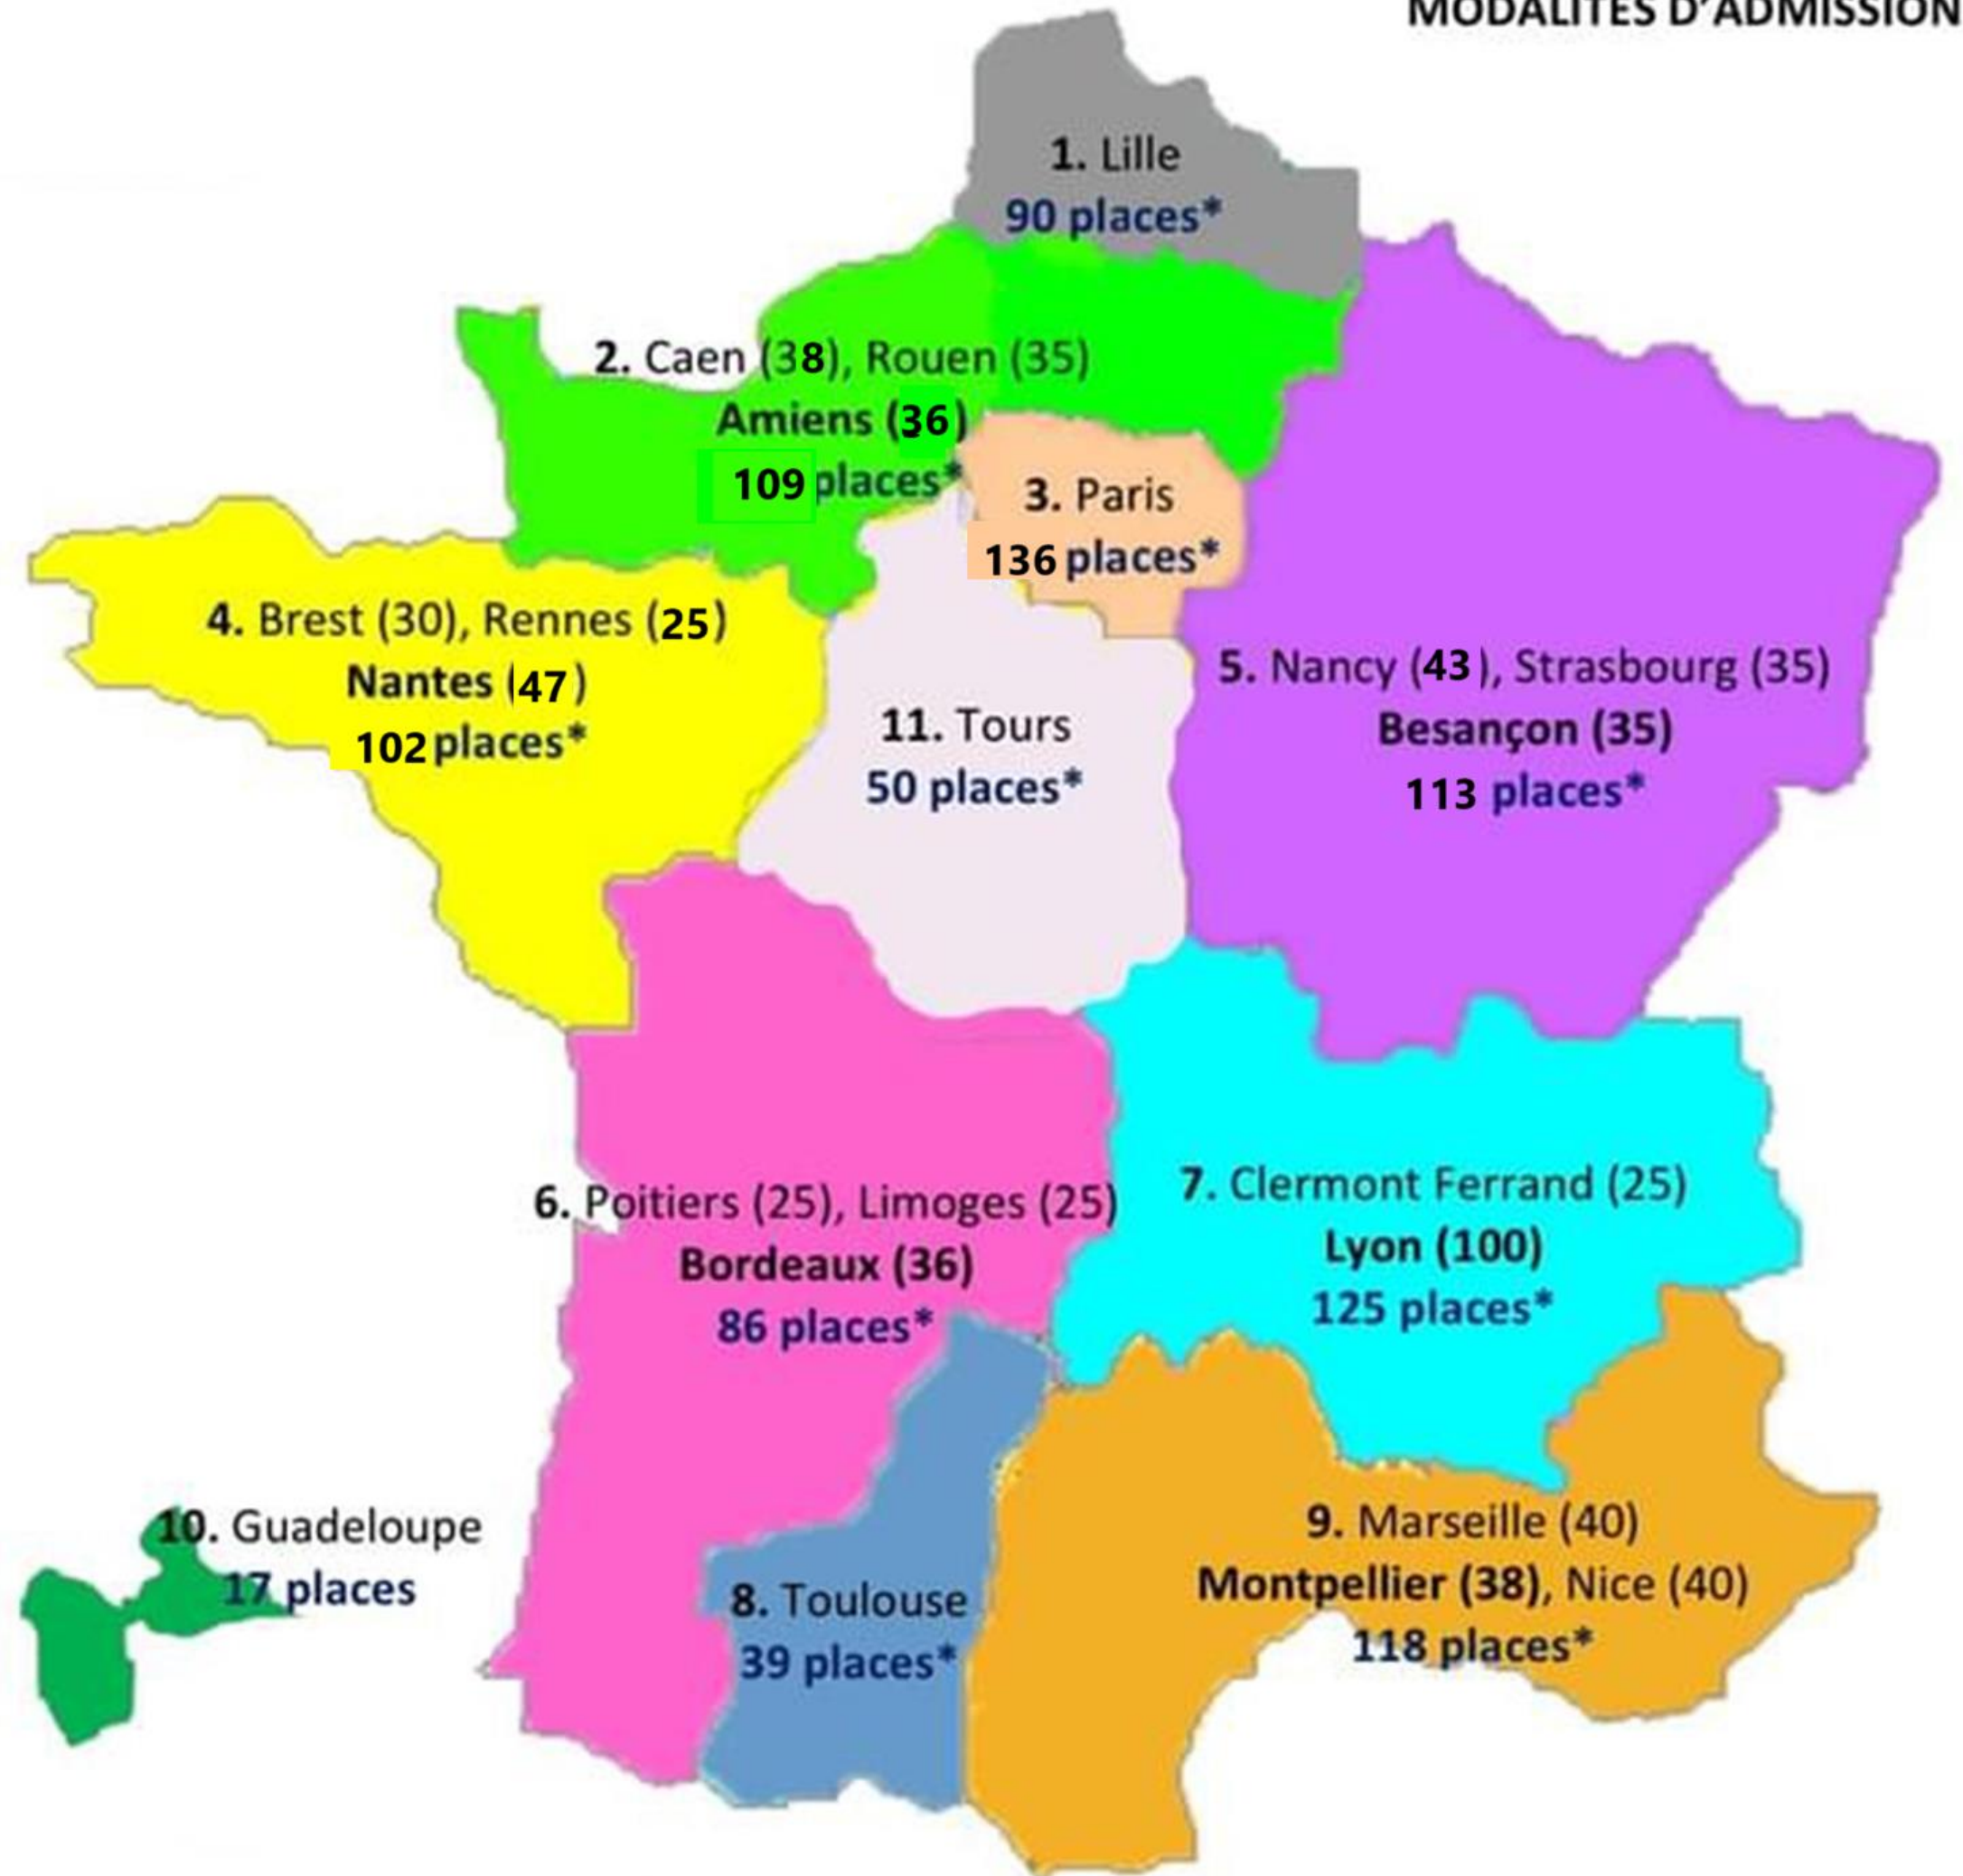 MODALITÉS D'ADMISSION
1. Lille
90 places*
2. Caen (38), Rouen (35)
Amiens (36)
109 places*
3. Paris
136 places*
4. Brest (30), Rennes (25)
Nantes (47)
102 places*
11. Tours
50 places*
5. Nancy (43), Strasbourg (35)
Besançon (35)
113 places*
6. Poitiers (25), Limoges (25)
Bordeaux (36)
86 places*
7. Clermont Ferrand (25)
Lyon (100)
125 places*
10. Guadeloupe
17 places
8. Toulouse
39 places*
9. Marseille (40)
Montpellier (38), Nice (40)
118 places*